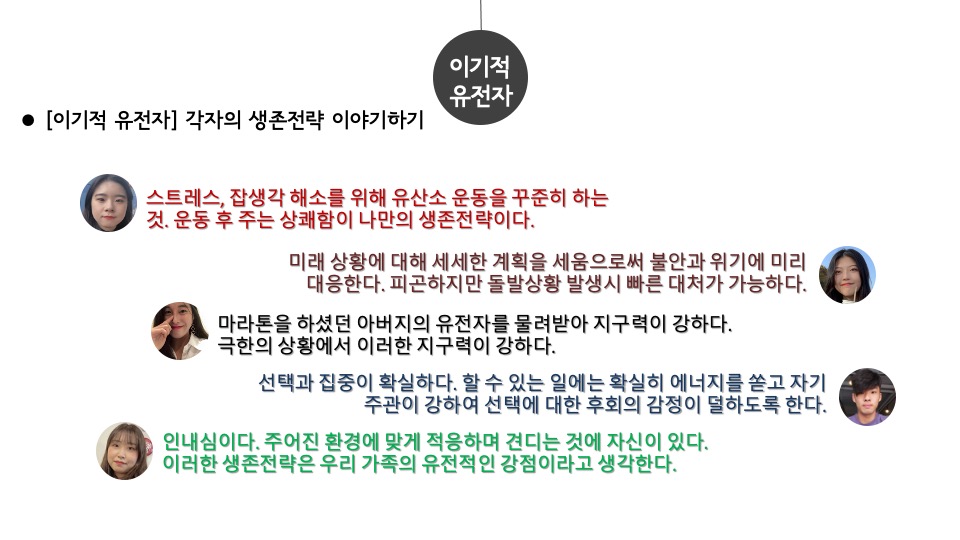 이기적
유전자
● [이기적 유전자] 각자의 생존전략 이야기하기
스트레스, 잡생각 해소를 위해 유산소 운동을 꾸준히 하는
것. 운동 후 주는 상쾌함이 나만의 생존전략이다.
미래 상황에 대해 세세한 계획을 세움으로써 불안과 위기에 미리
대응한다. 피곤하지만 돌발상황 발생시 빠른 대처가 가능하다.
마라톤을 하셨던 아버지의 유전자를 물려받아 지구력이 강하다.
극한의 상황에서 이러한 지구력이 강하다.
선택과 집중이 확실하다. 할 수 있는 일에는 확실히 에너지를 쏟고 자기
주관이 강하여 선택에 대한 후회의 감정이 덜하도록 한다.
인내심이다. 주어진 환경에 맞게 적응하며 견디는 것에 자신이 있다.
이러한 생존전략은 우리 가족의 유전적인 강점이라고 생각한다.